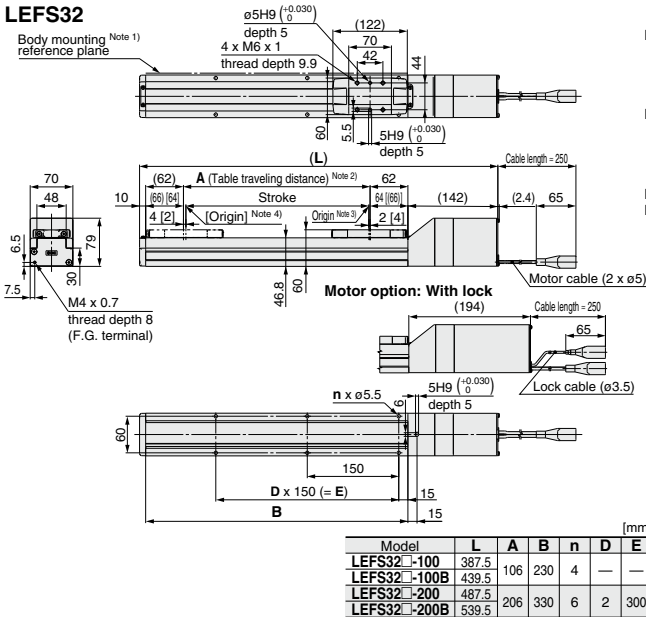 LEFS32
Body mounting Note 1)
reference plane
ø5H9 (+0.030 0)
depth 5
4 x M6 x 1
thread depth 9.9
(122)
70
42
44
60
5.5
5H9 (+0.030 0)
depth 5
(L)
Cable length = 250
(62)
A (Table traveling distance) Note 2)
62
10
(66) [64]
Stroke
64 [(66)]
(142)
(2.4)
65
4 [2]
[Origin] Note 4)
Origin Note 3)
2 [4]
70
48
6.5
79
30
7.5
M4 x 0.7
thread depth 8
(F.G. terminal)
46.8
60
Motor cable (2 x ø5)
Motor option: With lock
(194)
Cable length = 250
65
Lock cable (ø3.5)
n x ø5.5
6
5H9 (+0.030 0)
depth 5
60
150
D x 150 (= E)
15
B
15
[mm
Model L A B n D E
LEFS32□-100 387.5 106 230 4 — —
LEFS32□-100B 439.5
LEFS32□-200 487.5 206 330 6 2 300
LEFS32□-200B 539.5